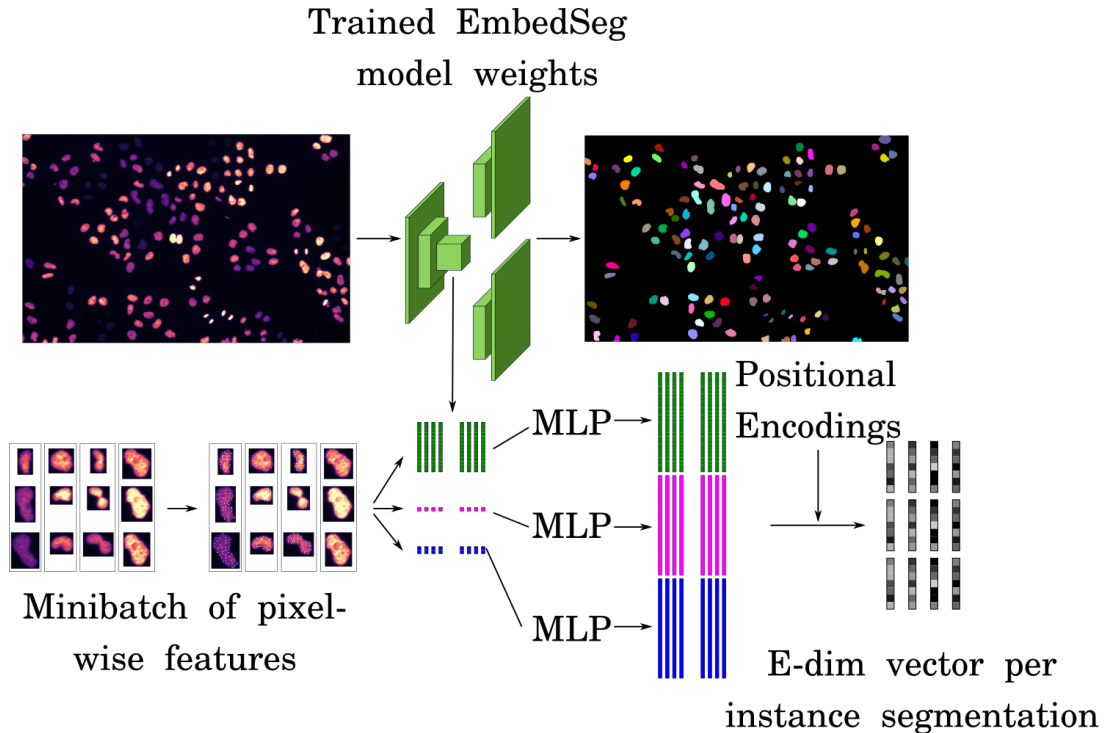 Trained EmbedSeg
model weights
Positional
Encodings
MLP
MLP
MLP
Minibatch of pixel-
wise features
E-dim vector per
instance segmentation